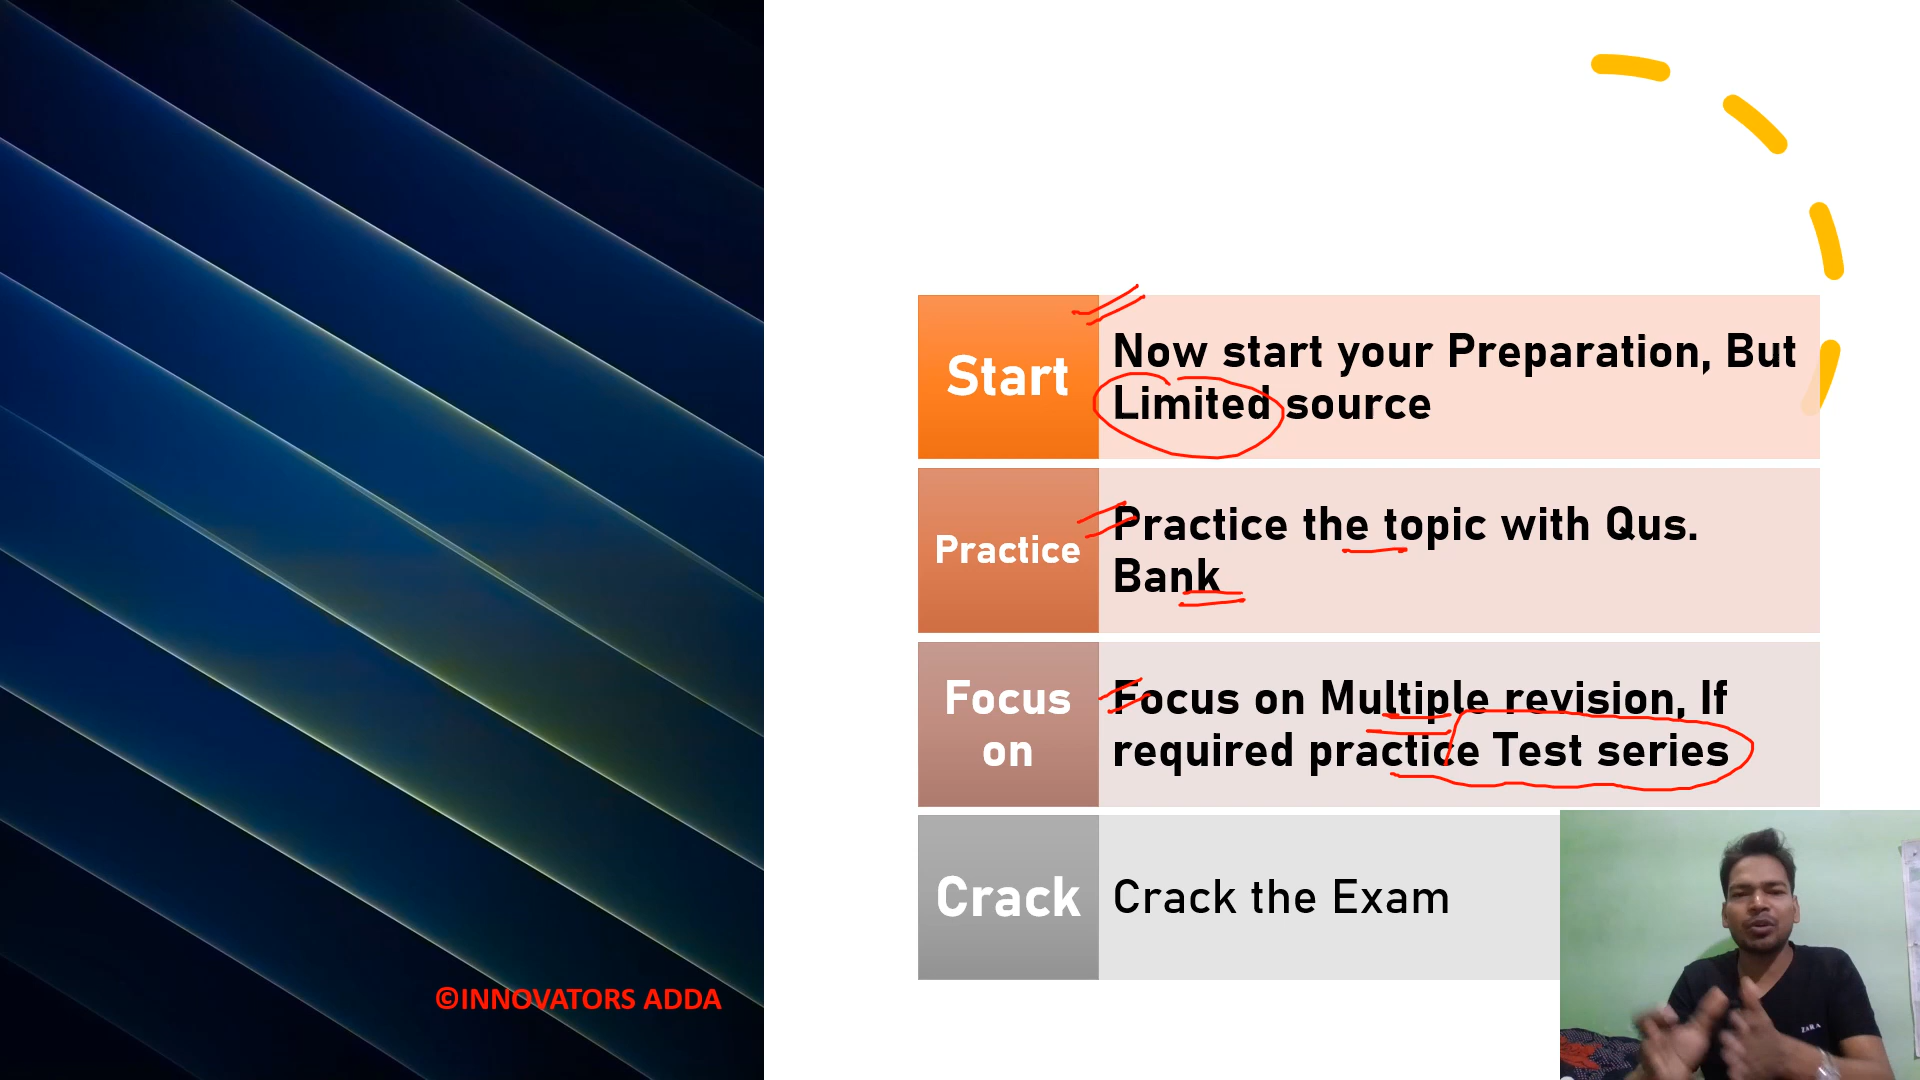 Start
Now start your Preparation, But
Limited source
Practice
Practice the topic with Qus.
Bank
Focus
on
Focus on Multiple revision, If
required practice Test series
Crack
Crack the Exam
©INNOVATORS ADDA
ZARA